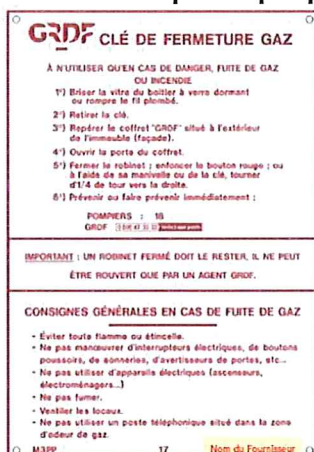 GRDF CLÉ DE FERMETURE GAZ
À N'UTILISER QU'EN CAS DE DANGER, FUITE DE GAZ
OU INCENDIE
1°) Briser la vitre du boîtier à verre dormant
ou rompre le fil plombé.
2°) Retirer la clé.
3°) Repérer le coffret "GRDF" situé à l'extérieur
de l'immeuble (façade).
4°) Ouvrir la porte du coffret.
5°) Fermer le robinet : enfoncer le bouton rouge ; ou
à l'aide de sa manivelle ou de la clé, tourner
d'1/4 de tour vers la droite.
6°) Prévenir ou faire prévenir immédiatement :
POMPIERS : 18
GRDF
IMPORTANT : UN ROBINET FERMÉ DOIT LE RESTER, IL NE PEUT
ÊTRE ROUVERT QUE PAR UN AGENT GRDF.
CONSIGNES GÉNÉRALES EN CAS DE FUITE DE GAZ
- Éviter toute flamme ou étincelle.
- Ne pas manœuvrer d'interrupteurs électriques, de boutons
poussoirs, de sonneries, d'avertisseurs de portes, etc...
- Ne pas utiliser d'appareils électriques (ascenseurs,
électroménagers...)
- Ne pas fumer.
- Ventiler les locaux.
- Ne pas utiliser un poste téléphonique situé dans la zone
d'odeur de gaz.
M3PP 17 Nom du Fournisseur